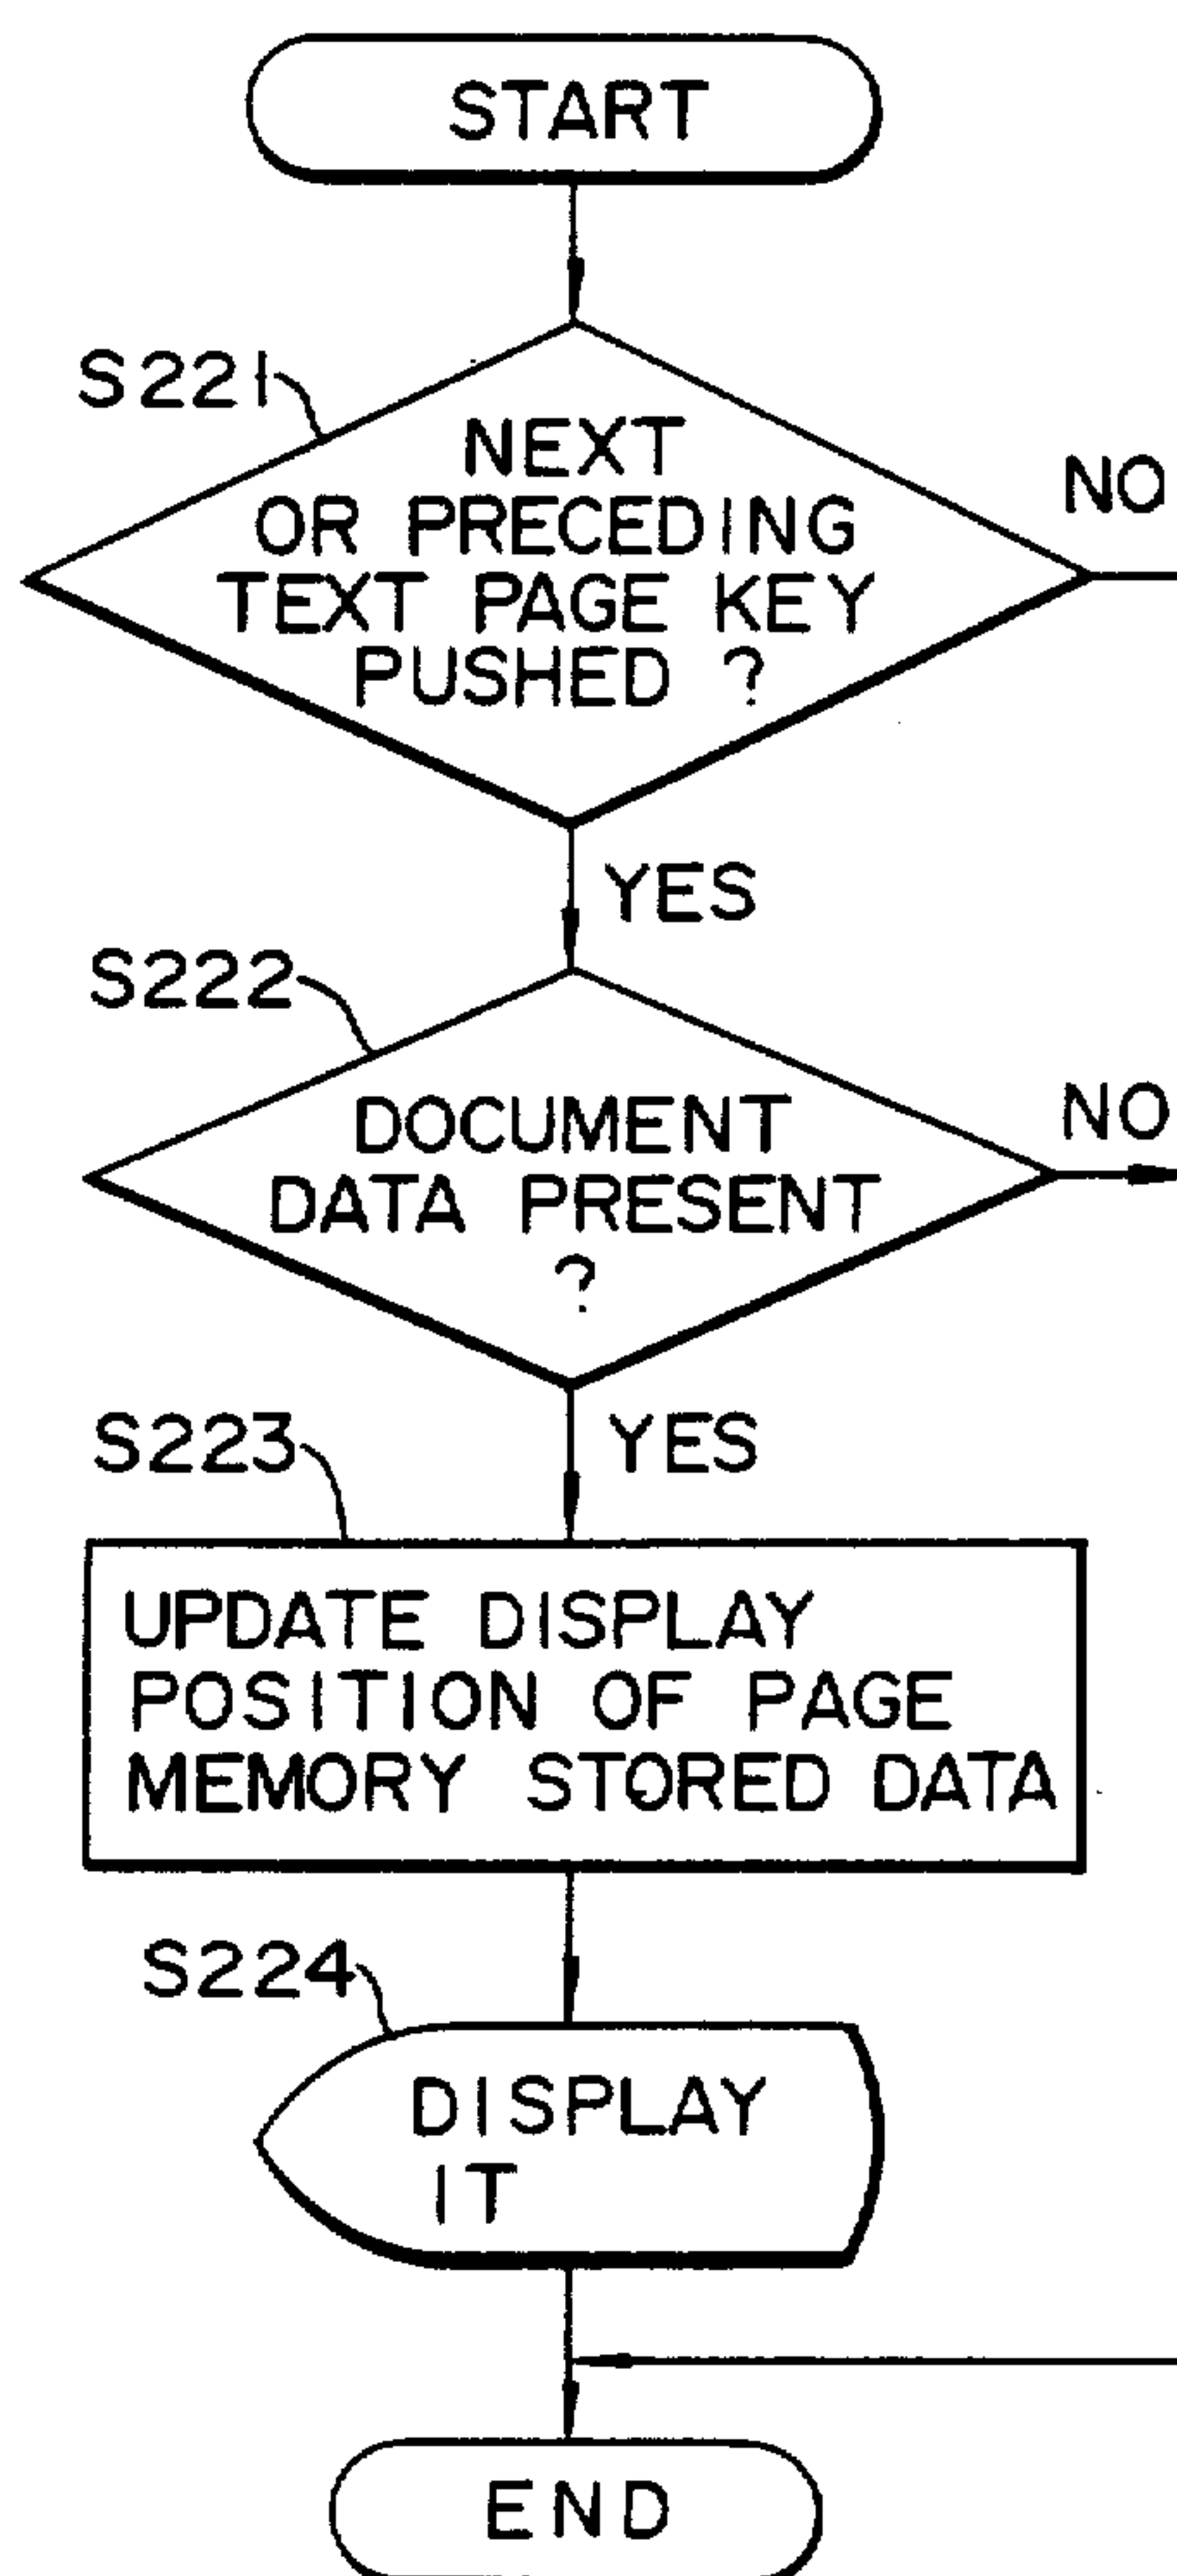 START
S221
NEXT
OR PRECEDING
TEXT PAGE KEY
PUSHED ?
NO
YES
S222
DOCUMENT
DATA PRESENT
?
NO
YES
S223
UPDATE DISPLAY
POSITION OF PAGE
MEMORY STORED DATA
S224
DISPLAY
IT
END